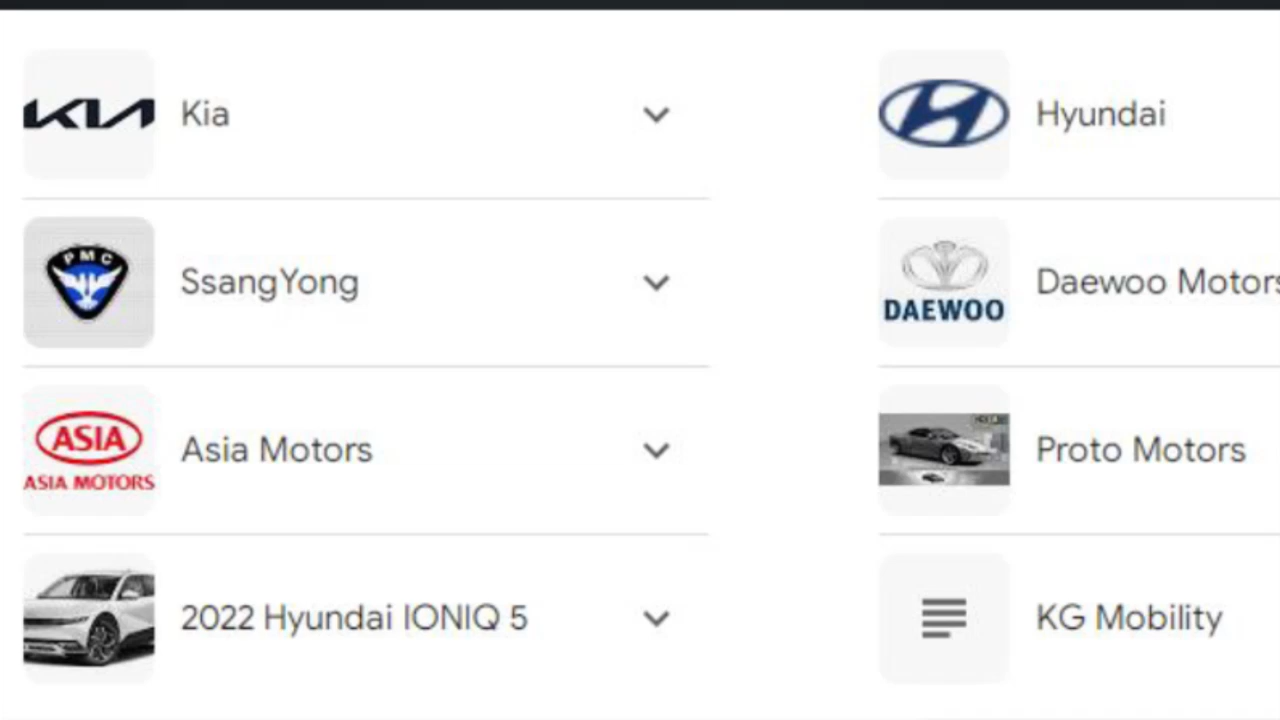 KIA Kia
Hyundai
PMC
SsangYong
DAEWOO
Daewoo Motors
ASIA
ASIA MOTORS
Asia Motors
Proto Motors
2022 Hyundai IONIQ 5
KG Mobility